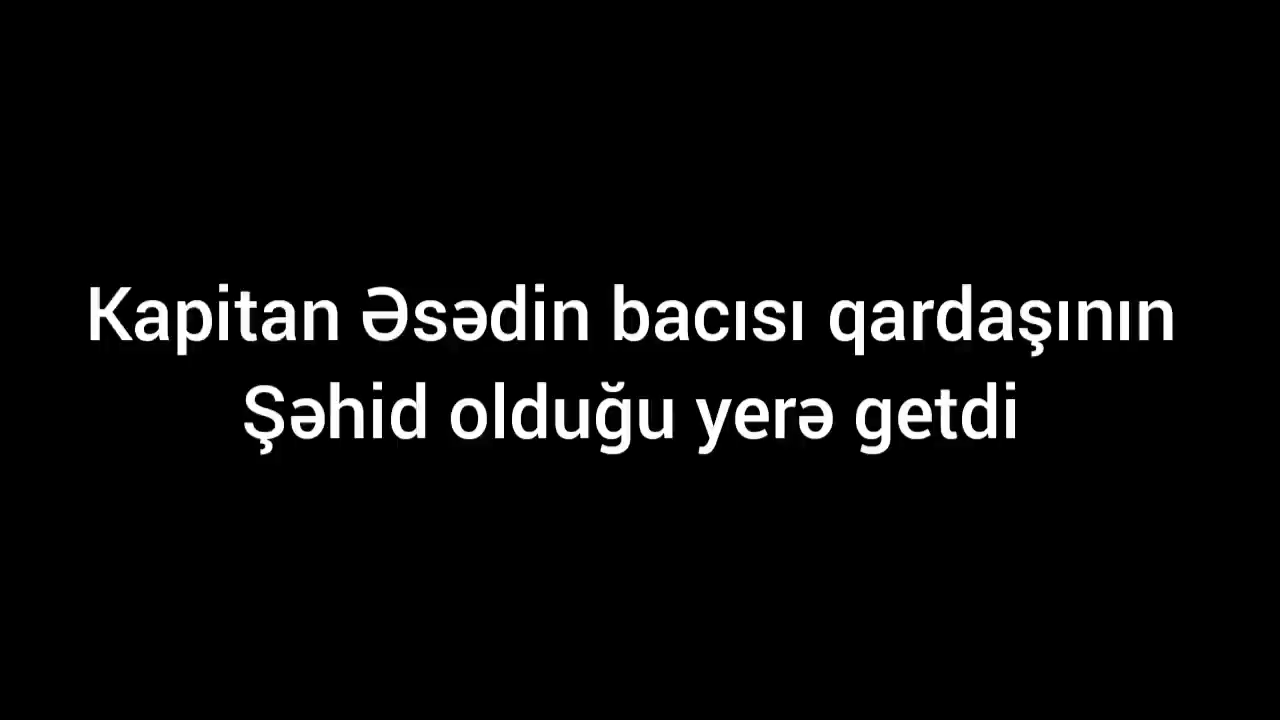 Kapitan Əsədin bacısı qardaşının
Şəhid olduğu yerə getdi